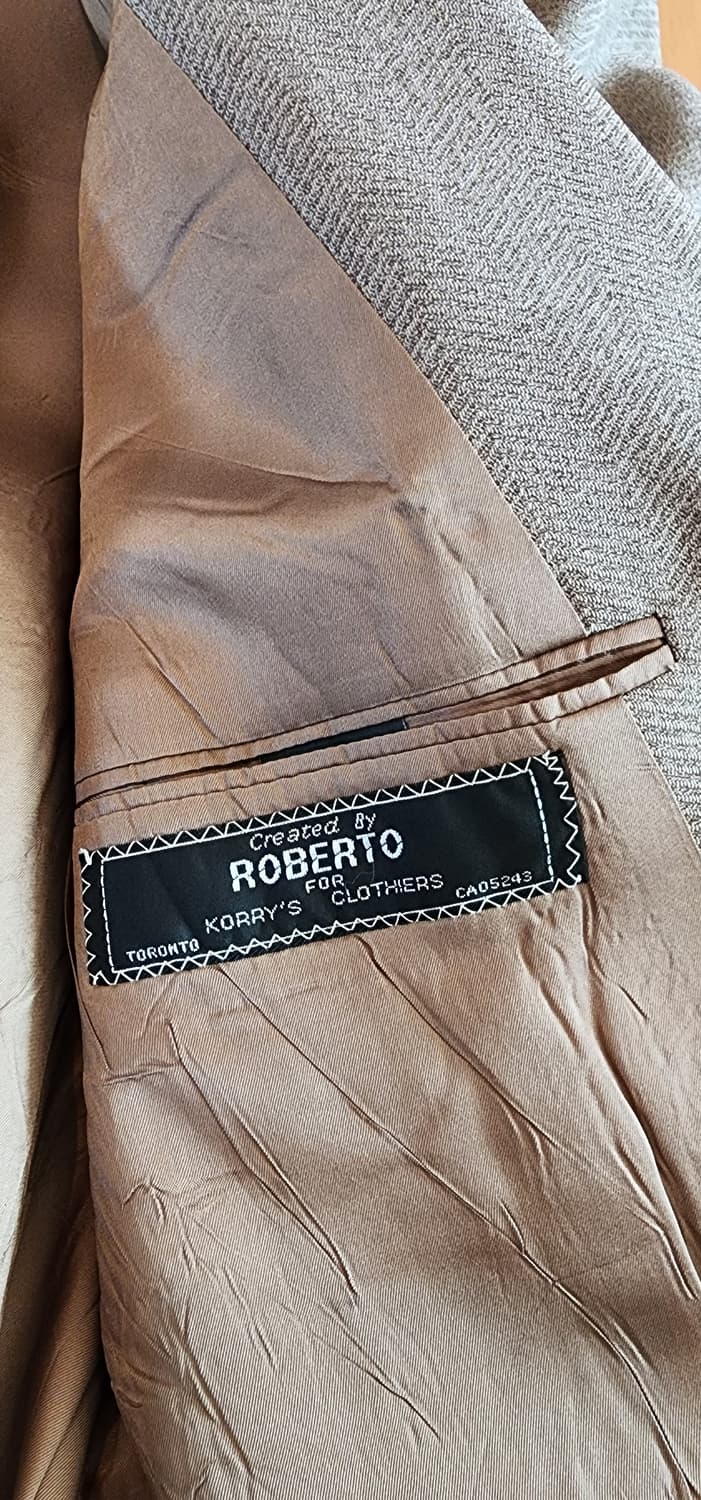 Created By
ROBERTO
FOR
KORRY'S CLOTHIERS
TORONTO
CA05243